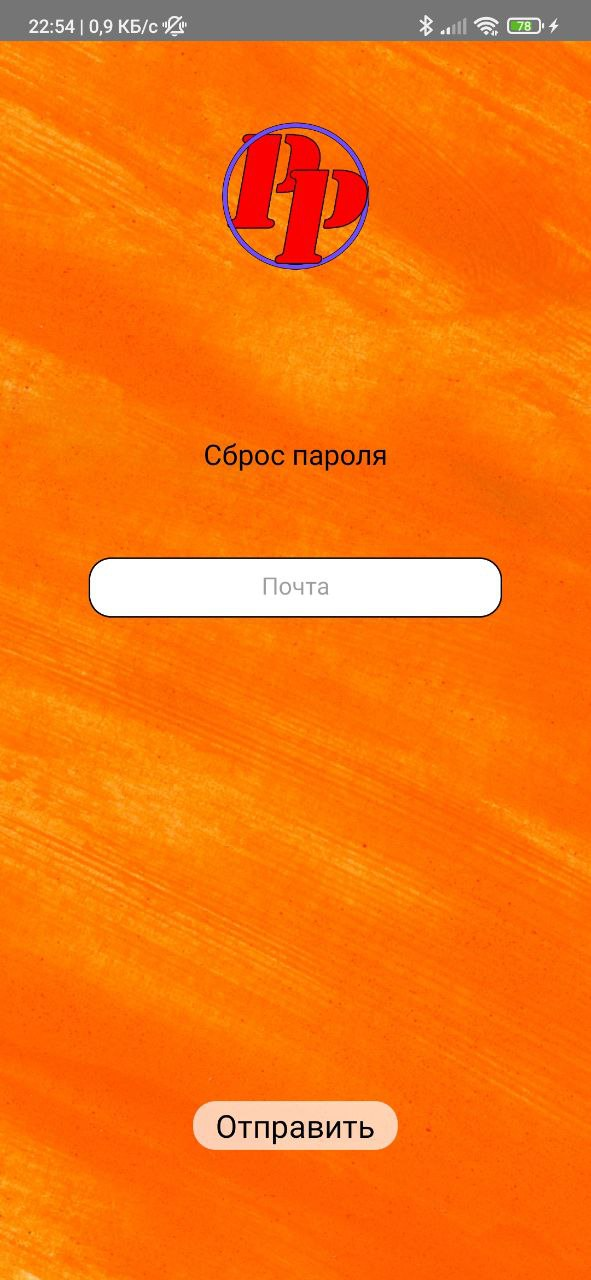 22:54 | 0,9 КБ/с
78
PP
Сброс пароля
Почта
Отправить